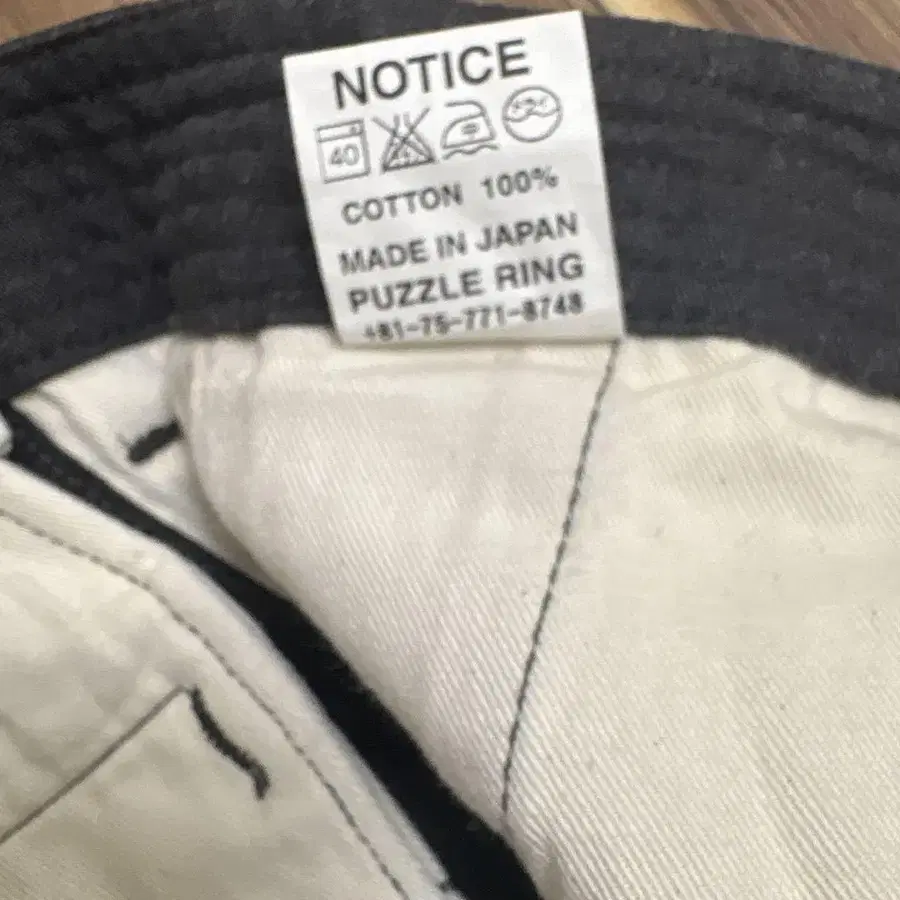 NOTICE
40
COTTON 100%
MADE IN JAPAN
PUZZLE RING
+81-75-771-8748